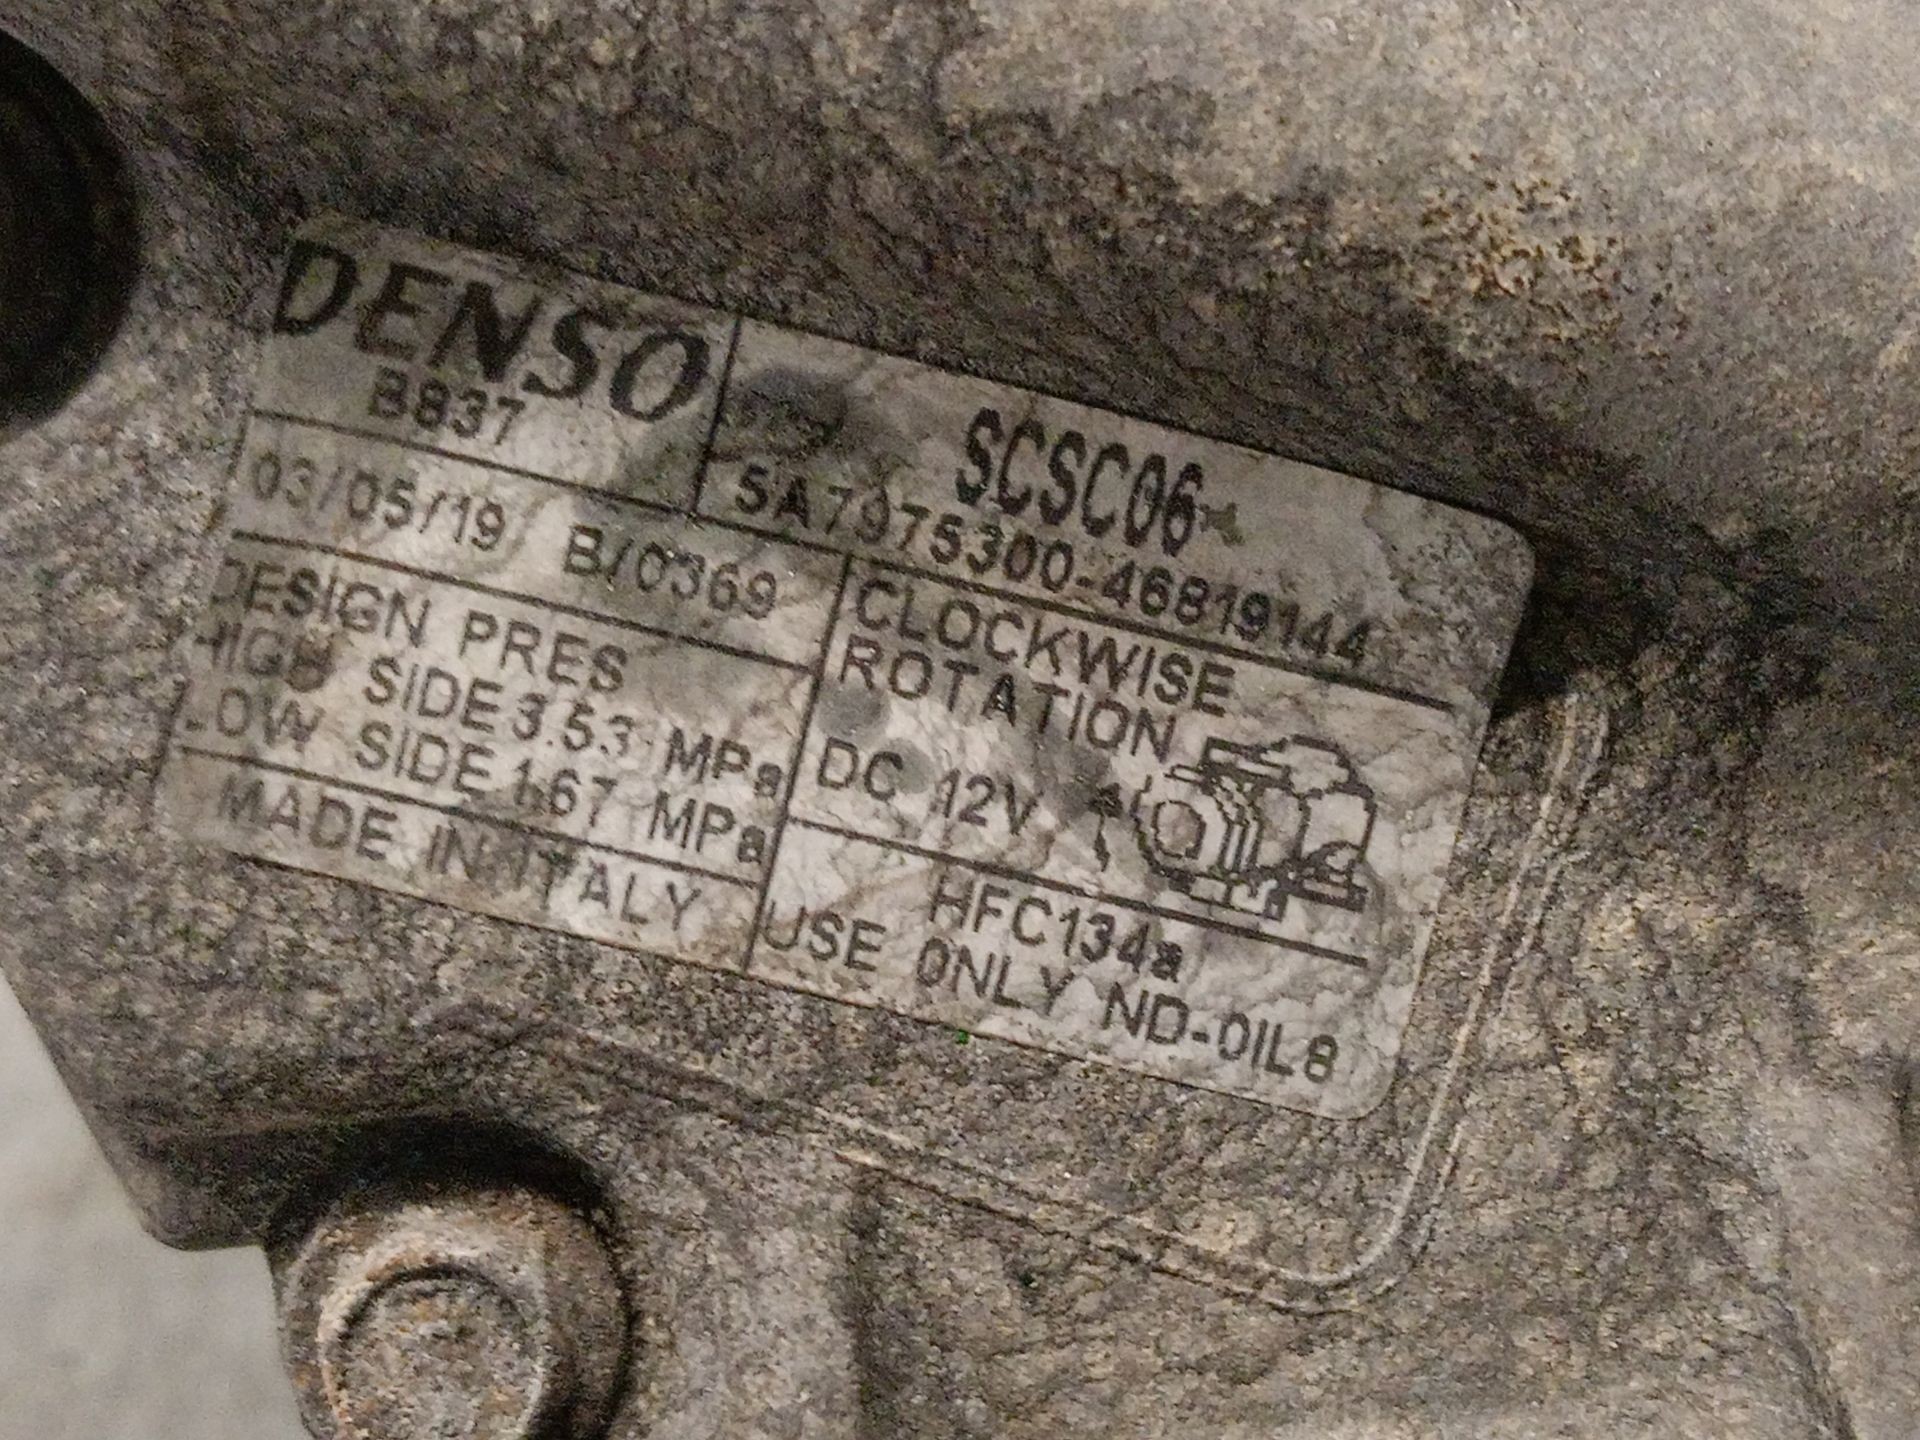 DENSO
B837
SCSC06
5A7975300-46819144
03/05/19 B/0369
DESIGN PRES
HIGH SIDE 3.53 MPa
LOW SIDE 1.67 MPa
MADE IN ITALY
CLOCKWISE
ROTATION
DC 12V
HFC134a
USE ONLY ND-OIL8